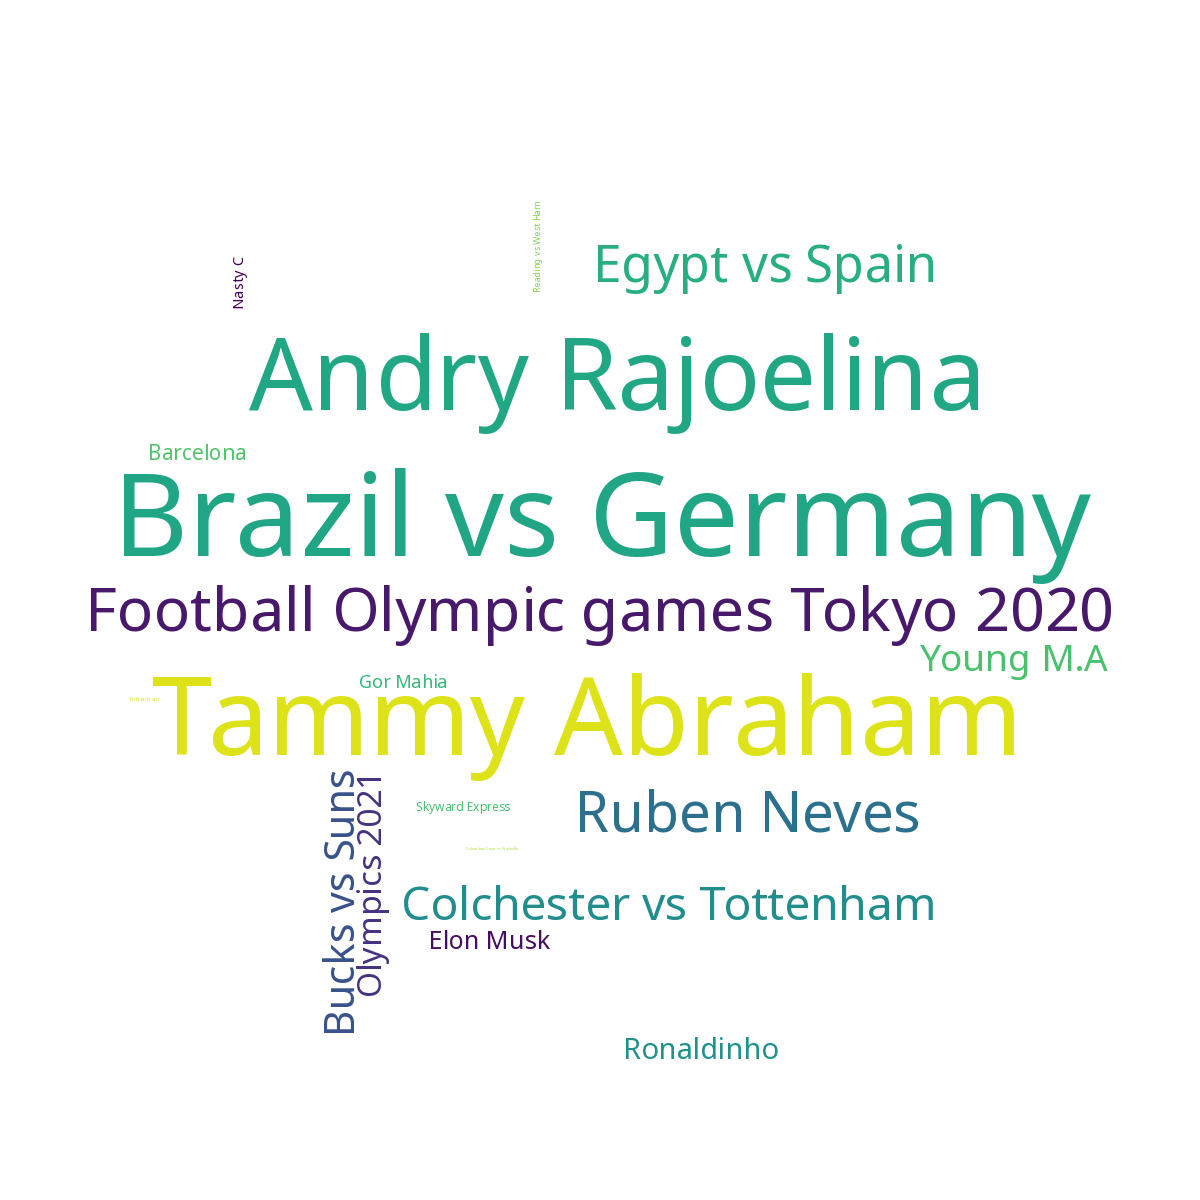 Reading vs West Ham
Nasty C
Egypt vs Spain
Andry Rajoelina
Barcelona
Brazil vs Germany
Football Olympic games Tokyo 2020
Young M.A
Gor Mahia
Tottenham
Tammy Abraham
Bucks vs Suns
Olympics 2021
Skyward Express
Ruben Neves
Colchester vs Tottenham
Elon Musk
Ronaldinho